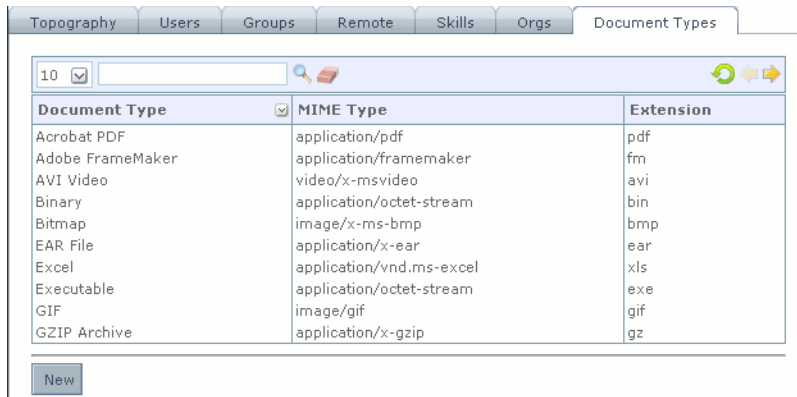 Topography Users Groups Remote Skills Orgs Document Types
10
Document Type MIME Type Extension
Acrobat PDF application/pdf pdf
Adobe FrameMaker application/framemaker fm
AVI Video video/x-msvideo avi
Binary application/octet-stream bin
Bitmap image/x-ms-bmp bmp
EAR File application/x-ear ear
Excel application/vnd.ms-excel xls
Executable application/octet-stream exe
GIF image/gif gif
GZIP Archive application/x-gzip gz
New